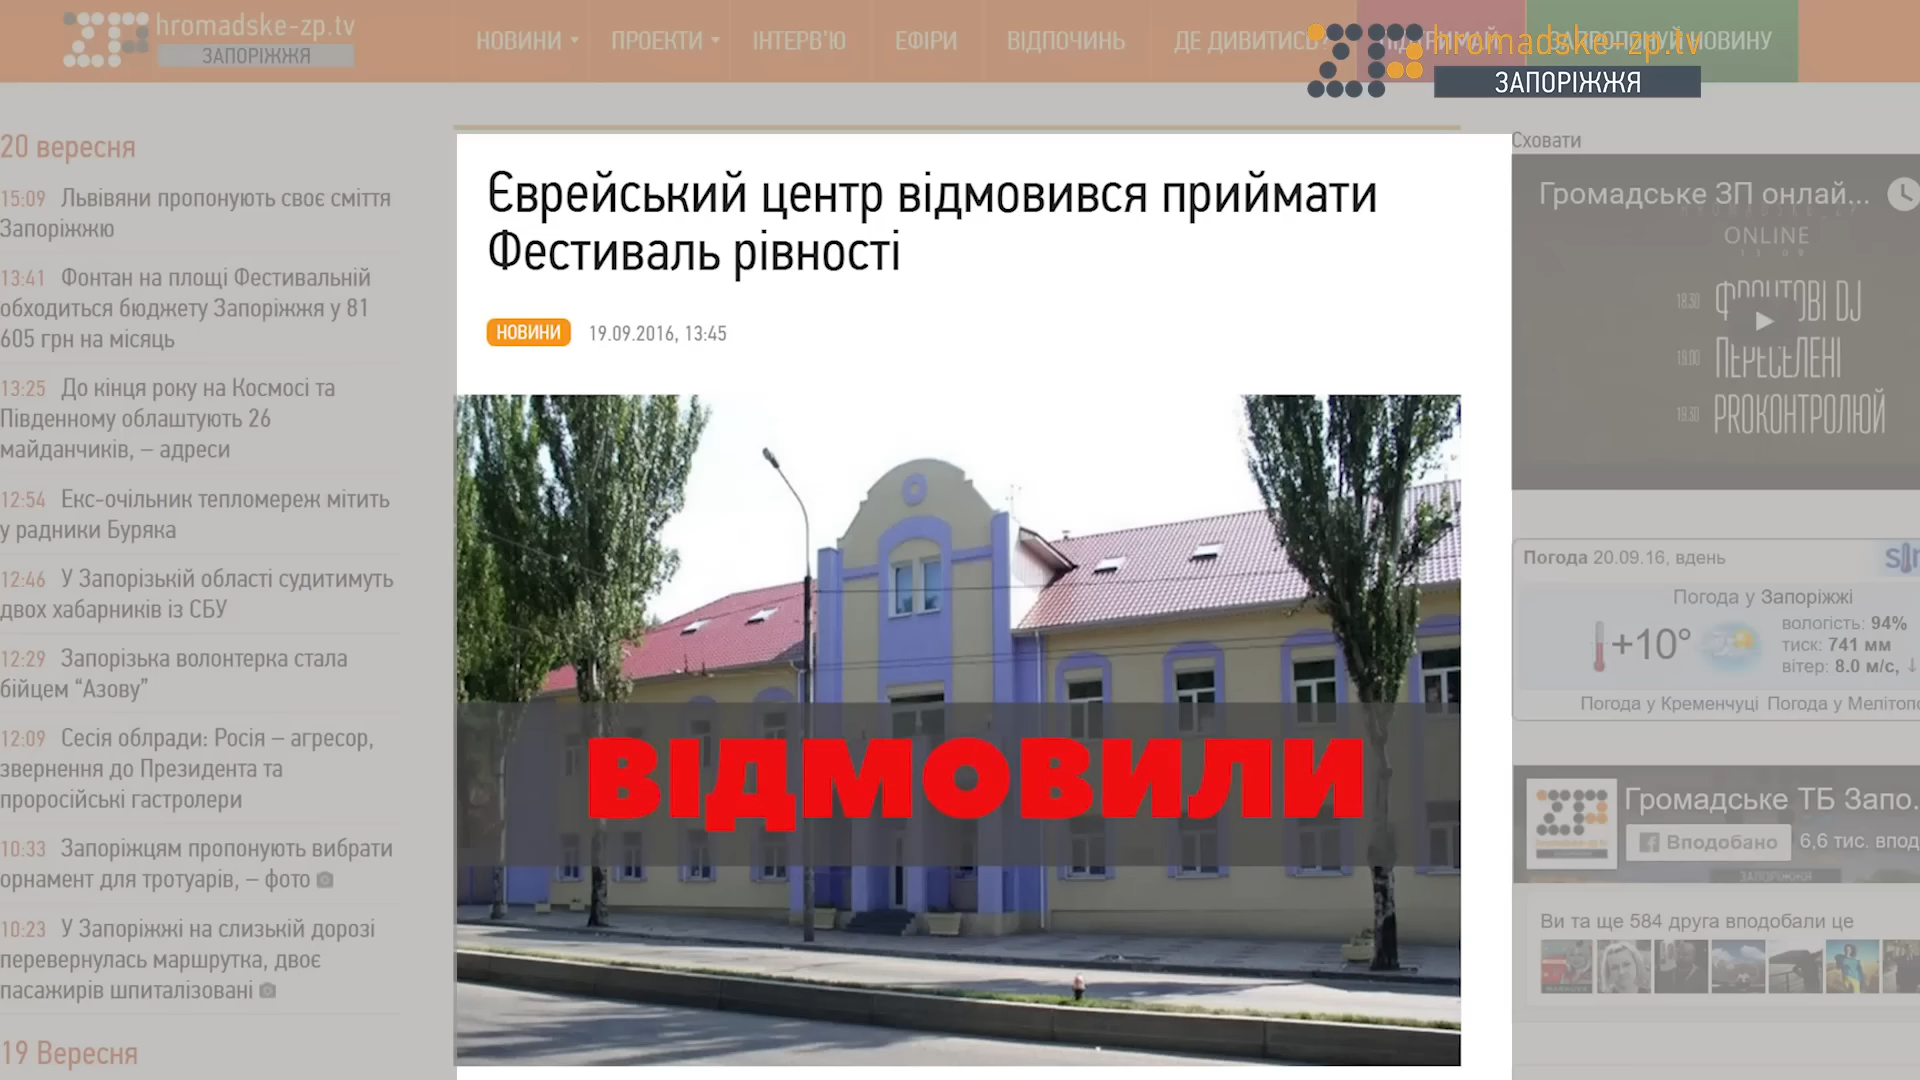 hromadske-zp.tv
ЗАПОРІЖЖЯ
НОВИНИ
ПРОЕКТИ
ІНТЕРВ'Ю
ЕФІРИ
ВІДПОЧИНЬ
ДЕ ДИВИТИСЬ?
ПІДТРИМАЙ
ЗАПРОПОНУЙ НОВИНУ
hromadske-zp.tv
ЗАПОРІЖЖЯ
20 вересня
15:09 Львівяни пропонують своє сміття
Запоріжжю
13:41 Фонтан на площі Фестивальній
обходиться бюджету Запоріжжя у 81
605 грн на місяць
13:25 До кінця року на Космосі та
Південному облаштують 26
майданчиків, – адреси
12:54 Екс-очільник тепломереж мітить
у радники Буряка
12:46 У Запорізькій області судитимуть
двох хабарників із СБУ
12:29 Запорізька волонтерка стала
бійцем “Азову”
12:09 Сесія облради: Росія – агресор,
звернення до Президента та
проросійські гастролери
10:33 Запоріжцям пропонують вибрати
орнамент для тротуарів, – фото
10:23 У Запоріжжі на слизькій дорозі
перевернулась маршрутка, двоє
пасажирів шпиталізовані
19 Вересня
Єврейський центр відмовився приймати
Фестиваль рівності
НОВИНИ 19.09.2016, 13:45
ВІДМОВИЛИ
Сховати
Громадське ЗП онлай...
ONLINE
18.30 ФРОНТОВІ DJ
19.00 ПЕРЕСЕЛЕНІ
19.30 PROКОНТРОЛЮЙ
Погода 20.09.16, вдень
Погода у Запоріжжі
+10°
вологість: 94%
тиск: 741 мм
вітер: 8.0 м/с,
Погода у Кременчуці Погода у Мелітопо
Громадське ТБ Запо...
Вподобано 6,6 тис. впод
ЗАПОРІЖЖЯ
Ви та ще 584 друга вподобали це